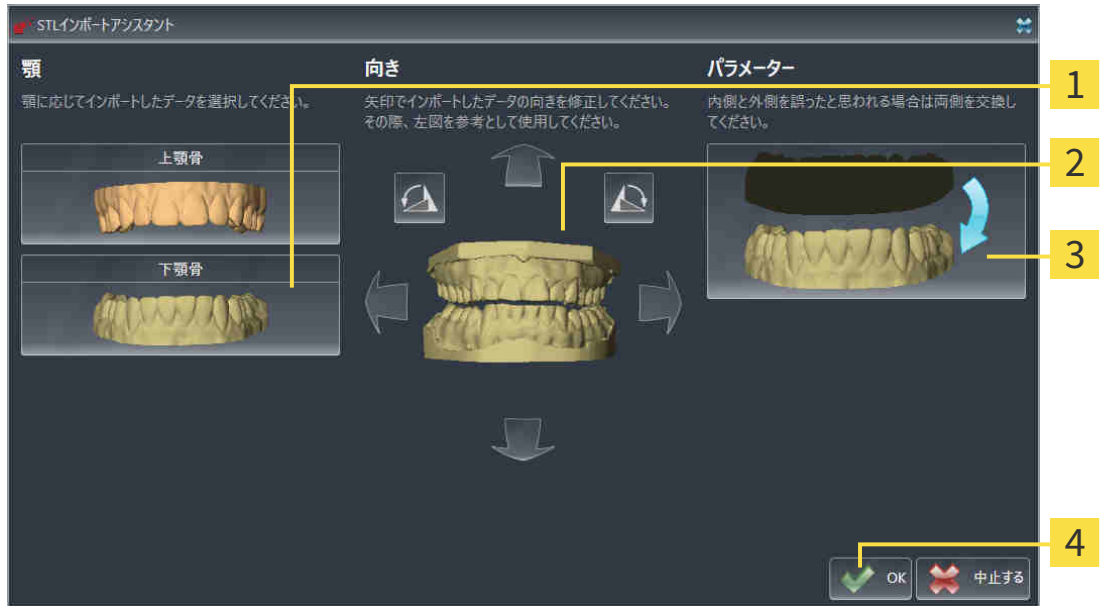 STLインポートアシスタント
顎
顎に応じてインポートしたデータを選択してください。
上顎骨
下顎骨
向き
矢印でインポートしたデータの向きを修正してください。
その際、左図を参考として使用してください。
パラメーター
内側と外側を誤ったと思われる場合は両側を交換し
てください。
1
2
3
4
OK
中止する